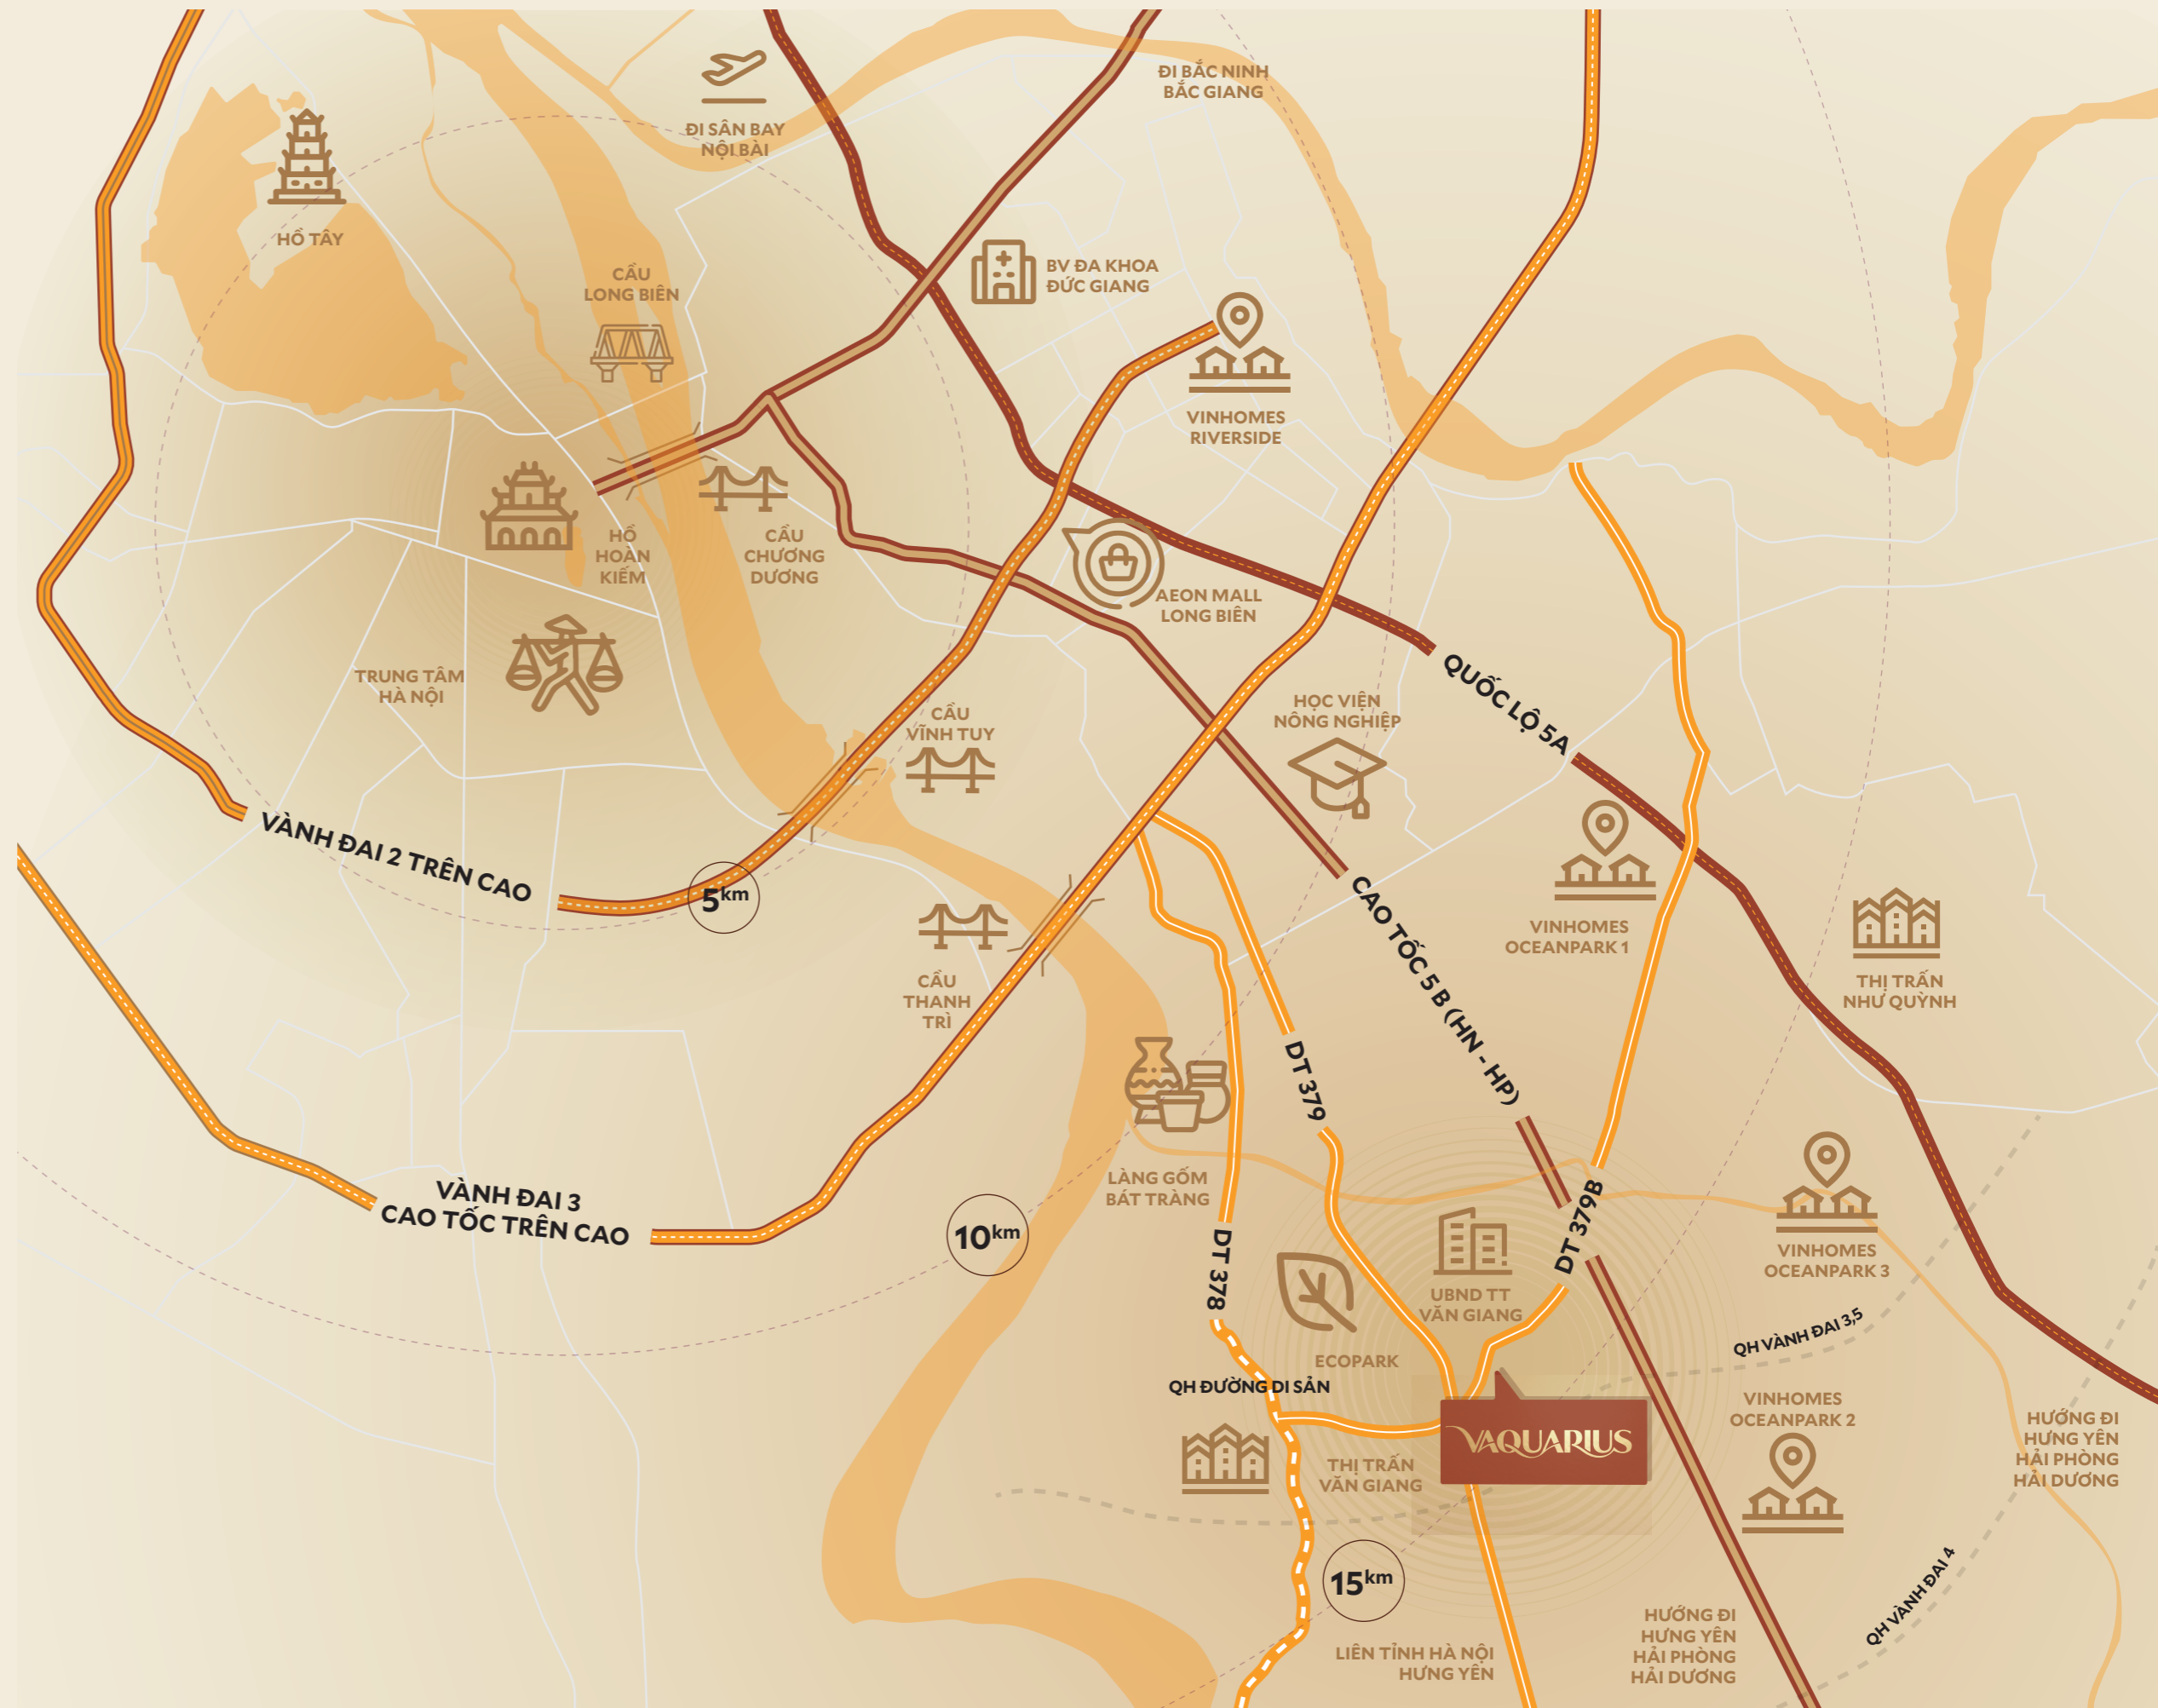 ĐI BẮC NINH
BẮC GIANG
ĐI SÂN BAY
NỘI BÀI
HỒ TÂY
CẦU
LONG BIÊN
BV ĐA KHOA
ĐỨC GIANG
VINHOMES
RIVERSIDE
HỒ
HOÀN
KIẾM
CẦU
CHƯƠNG
DƯƠNG
AEON MALL
LONG BIÊN
TRUNG TÂM
HÀ NỘI
CẦU
VĨNH TUY
HỌC VIỆN
NÔNG NGHIỆP
QUỐC LỘ 5A
VÀNH ĐAI 2 TRÊN CAO
5km
CAO TỐC 5B (HN - HP)
VINHOMES
OCEANPARK 1
THỊ TRẤN
NHƯ QUỲNH
CẦU
THANH
TRÌ
DT 379
LÀNG GỐM
BÁT TRÀNG
VÀNH ĐAI 3
CAO TỐC TRÊN CAO
10km
DT 378
DT 379B
UBND TT
VĂN GIANG
VINHOMES
OCEANPARK 3
QH VÀNH ĐAI 3,5
ECOPARK
QH ĐƯỜNG DI SẢN
VAQUARIUS
VINHOMES
OCEANPARK 2
THỊ TRẤN
VĂN GIANG
HƯỚNG ĐI
HƯNG YÊN
HẢI PHÒNG
HẢI DƯƠNG
15km
QH VÀNH ĐAI 4
LIÊN TỈNH HÀ NỘI
HƯNG YÊN
HƯỚNG ĐI
HƯNG YÊN
HẢI PHÒNG
HẢI DƯƠNG